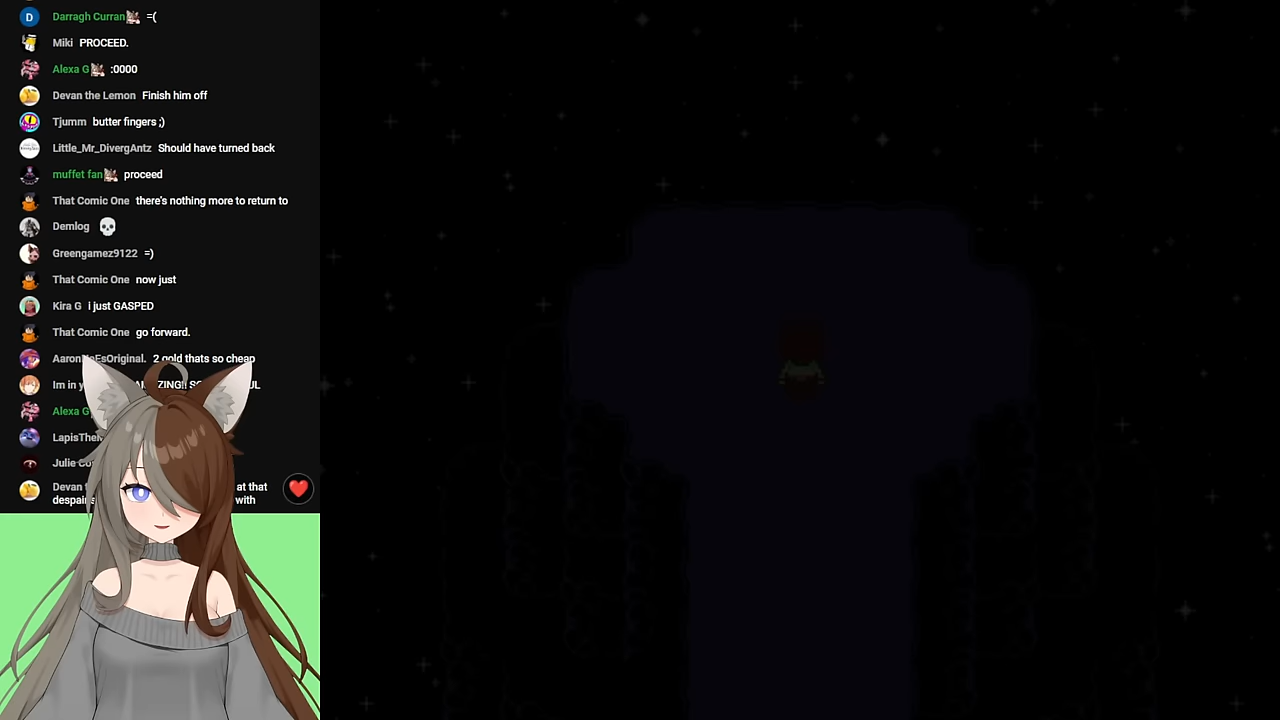 D
Darragh Curran =(
Miki PROCEED.
Alexa G :0000
Devan the Lemon Finish him off
Tjumm butter fingers ;)
Little_Mr_DivergAntz Should have turned back
muffet fan proceed
That Comic One there's nothing more to return to
Demlog
Greengamez9122 =)
That Comic One now just
Kira G i just GASPED
That Comic One go forward.
2 gold thats so cheap
Im in
Alexa G
Julie
Devan at that
with